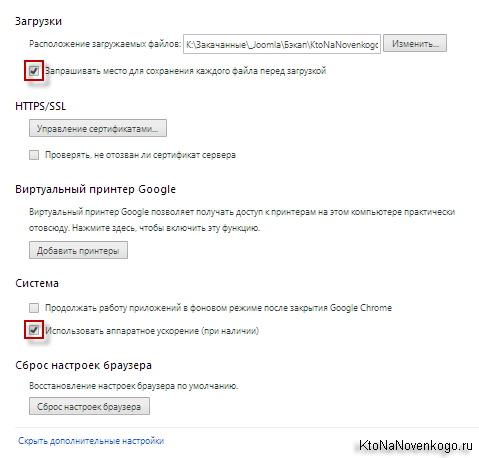 Загрузки
Расположение загружаемых файлов: K:\Закачанные\_Joomla\Бэкап\KtoNaNovenkogo Изменить...
Запрашивать место для сохранения каждого файла перед загрузкой
HTTPS/SSL
Управление сертификатами...
Проверять, не отозван ли сертификат сервера
Виртуальный принтер Google
Виртуальный принтер Google позволяет получать доступ к принтерам на этом компьютере практически
отовсюду. Нажмите здесь, чтобы включить эту функцию.
Добавить принтеры
Система
Продолжать работу приложений в фоновом режиме после закрытия Google Chrome
Использовать аппаратное ускорение (при наличии)
Сброс настроек браузера
Восстановление настроек браузера по умолчанию.
Сброс настроек браузера
Скрыть дополнительные настройки
KtoNaNovenkogo.ru